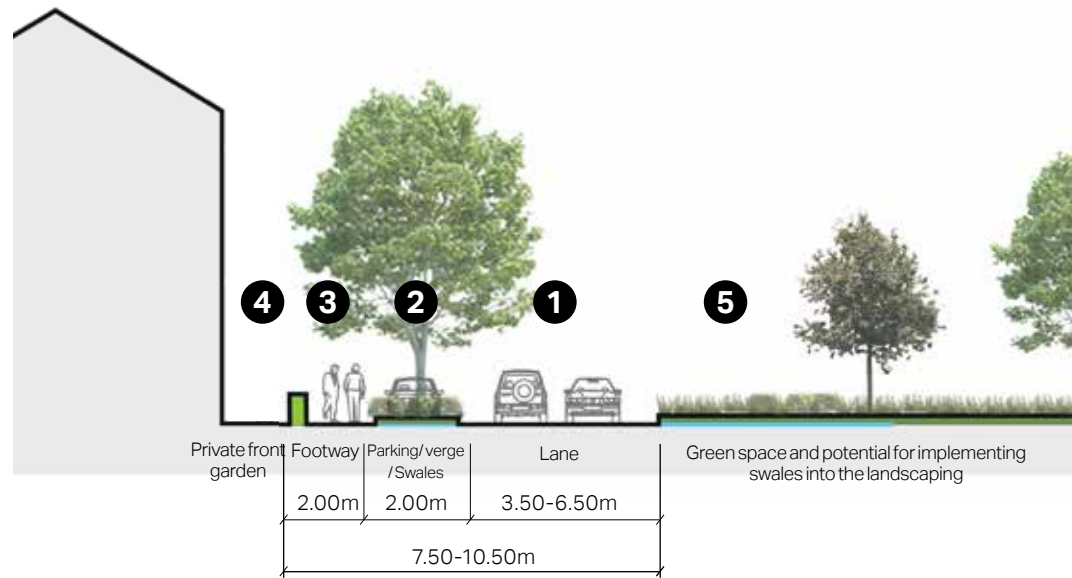 4
3
2
1
5
Private front
garden
Footway
Parking/verge
/Swales
Lane
Green space and potential for implementing
swales into the landscaping
2.00m
2.00m
3.50-6.50m
7.50-10.50m